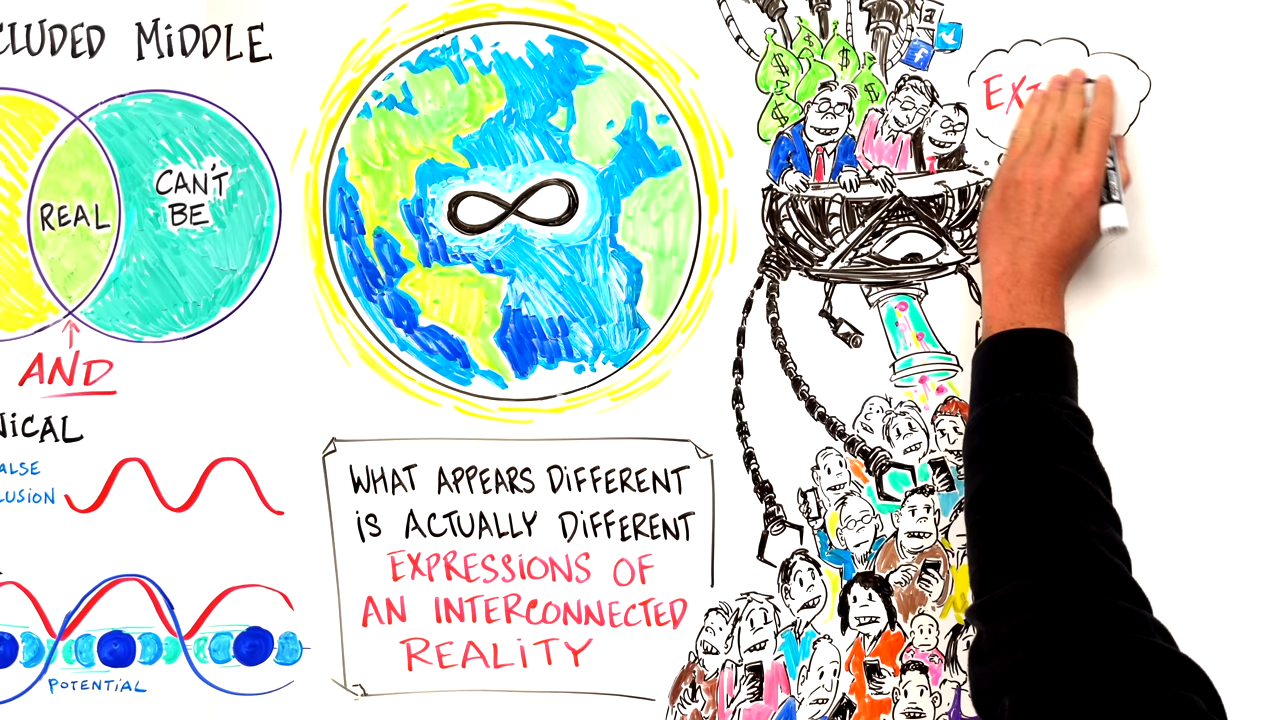 CLUDED MiDDLE
REAL
CAN'T
BE
AND
NiCAL
ALSE
LUSiON
POTENTiAL
WHAT APPEARS DiFFERENT
iS ACTUALLY DiFFERENT
EXPRESSiONS OF
AN INTERCONNECTED
REALiTY
$
$
$
$
a
f
EX